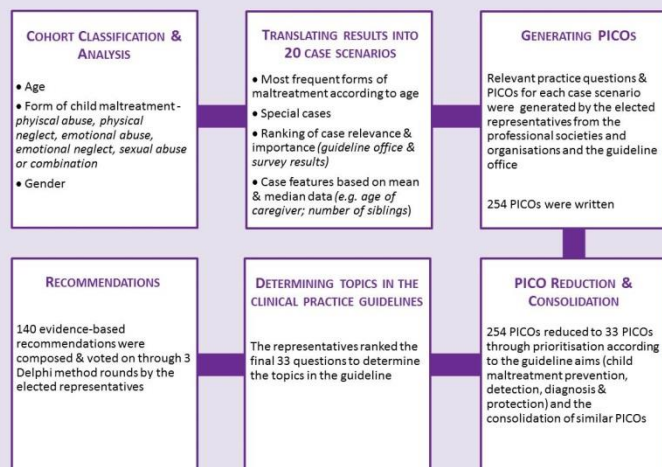 COHORT CLASSIFICATION &
ANALYSIS
• Age
• Form of child maltreatment -
phyiscal abuse, physical
neglect, emotional abuse,
emotional neglect, sexual abuse
or combination
• Gender
TRANSLATING RESULTS INTO
20 CASE SCENARIOS
• Most frequent forms of
maltreatment according to age
• Special cases
• Ranking of case relevance &
importance (guideline office &
survey results)
• Case features based on mean
& median data (e.g. age of
caregiver; number of siblings)
GENERATING PICOS
Relevant practice questions &
PICOs for each case scenario
were generated by the elected
representatives from the
professional societies and
organisations and the guideline
office
254 PICOs were written
PICO REDUCTION &
CONSOLIDATION
254 PICOs reduced to 33 PICOs
through prioritisation according
to the guideline aims (child
maltreatment prevention,
detection, diagnosis &
protection) and the
consolidation of similar PICOs
DETERMINING TOPICS IN THE
CLINICAL PRACTICE GUIDELINES
The representatives ranked the
final 33 questions to determine
the topics in the guideline
RECOMMENDATIONS
140 evidence-based
recommendations were
composed & voted on through 3
Delphi method rounds by the
elected representatives